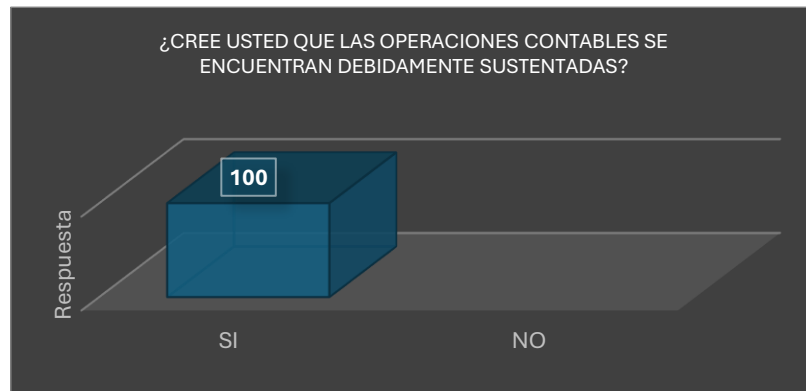 ¿CREE USTED QUE LAS OPERACIONES CONTABLES SE
ENCUENTRAN DEBIDAMENTE SUSTENTADAS?
100
Respuesta
SI
NO